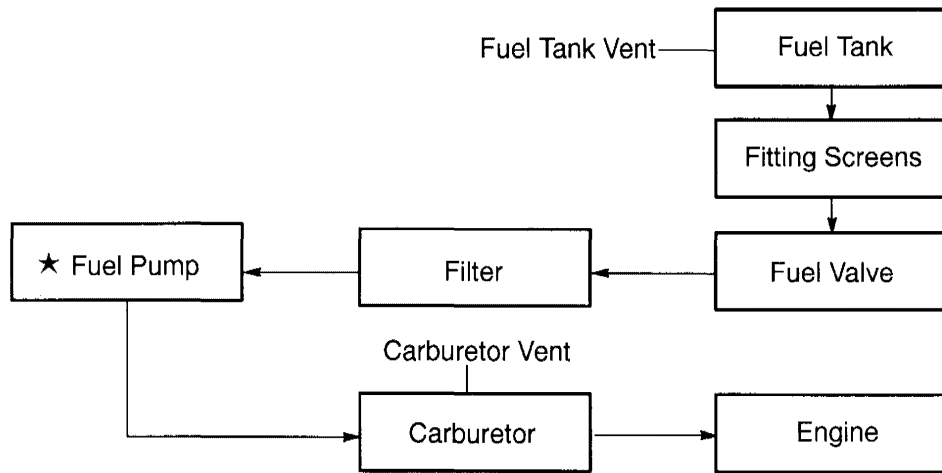 Fuel Tank Vent
Fuel Tank
Fitting Screens
★ Fuel Pump
Filter
Fuel Valve
Carburetor Vent
Carburetor
Engine